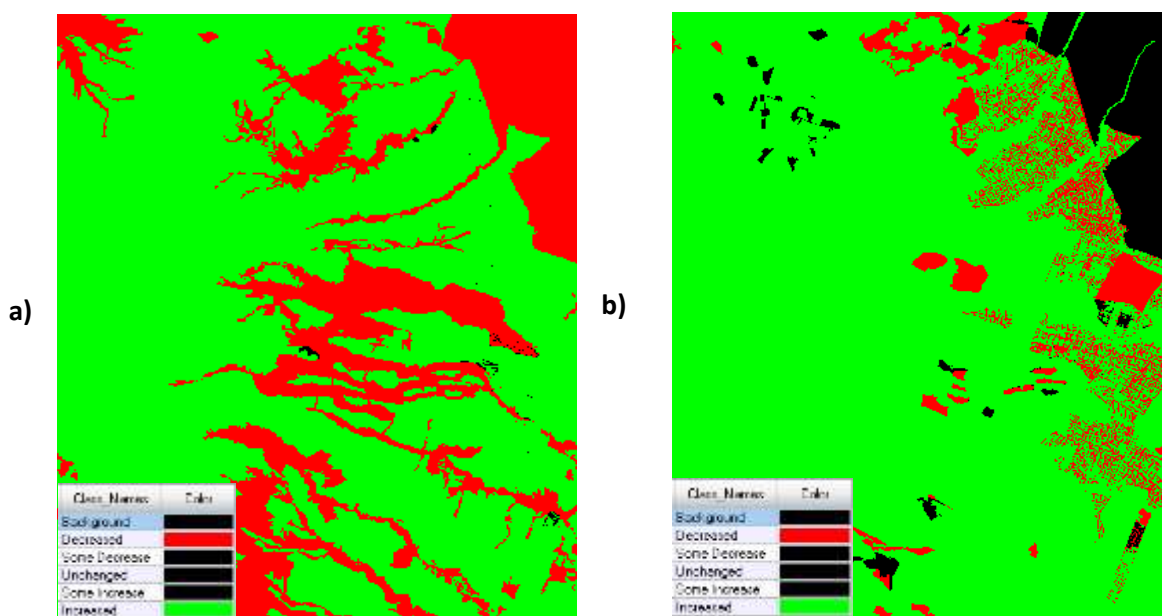 a)
Class_Names Color
Background
Decreased
Some Decrease
Unchanged
Some Increase
Increased
b)
Class_Names Color
Background
Decreased
Some Decrease
Unchanged
Some Increase
Increased